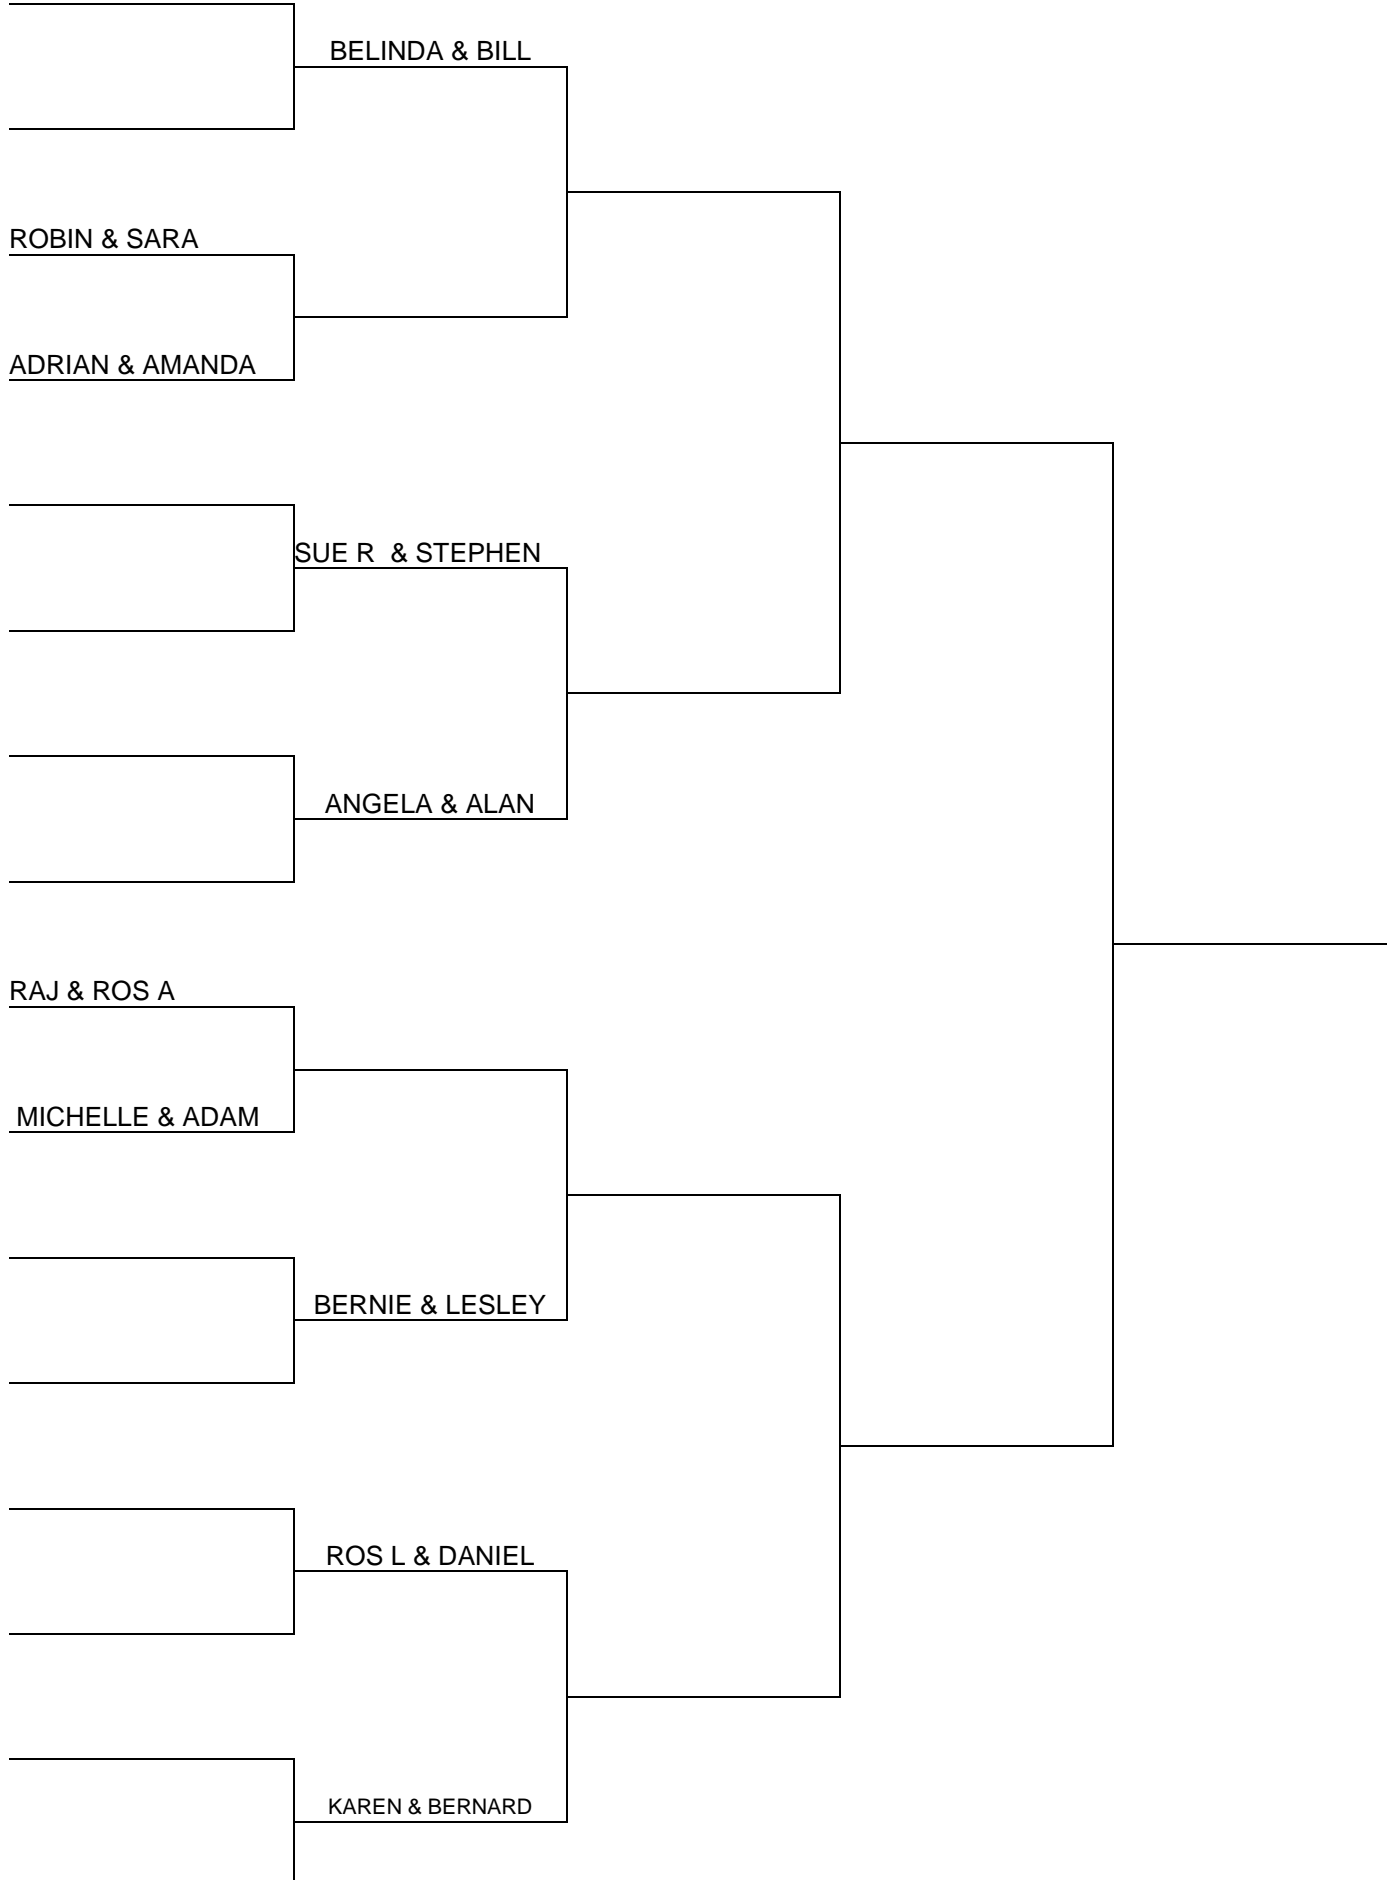 BELINDA & BILL
ROBIN & SARA
ADRIAN & AMANDA
SUE R  & STEPHEN
ANGELA & ALAN
RAJ & ROS A
MICHELLE & ADAM
BERNIE & LESLEY
ROS L & DANIEL
KAREN & BERNARD